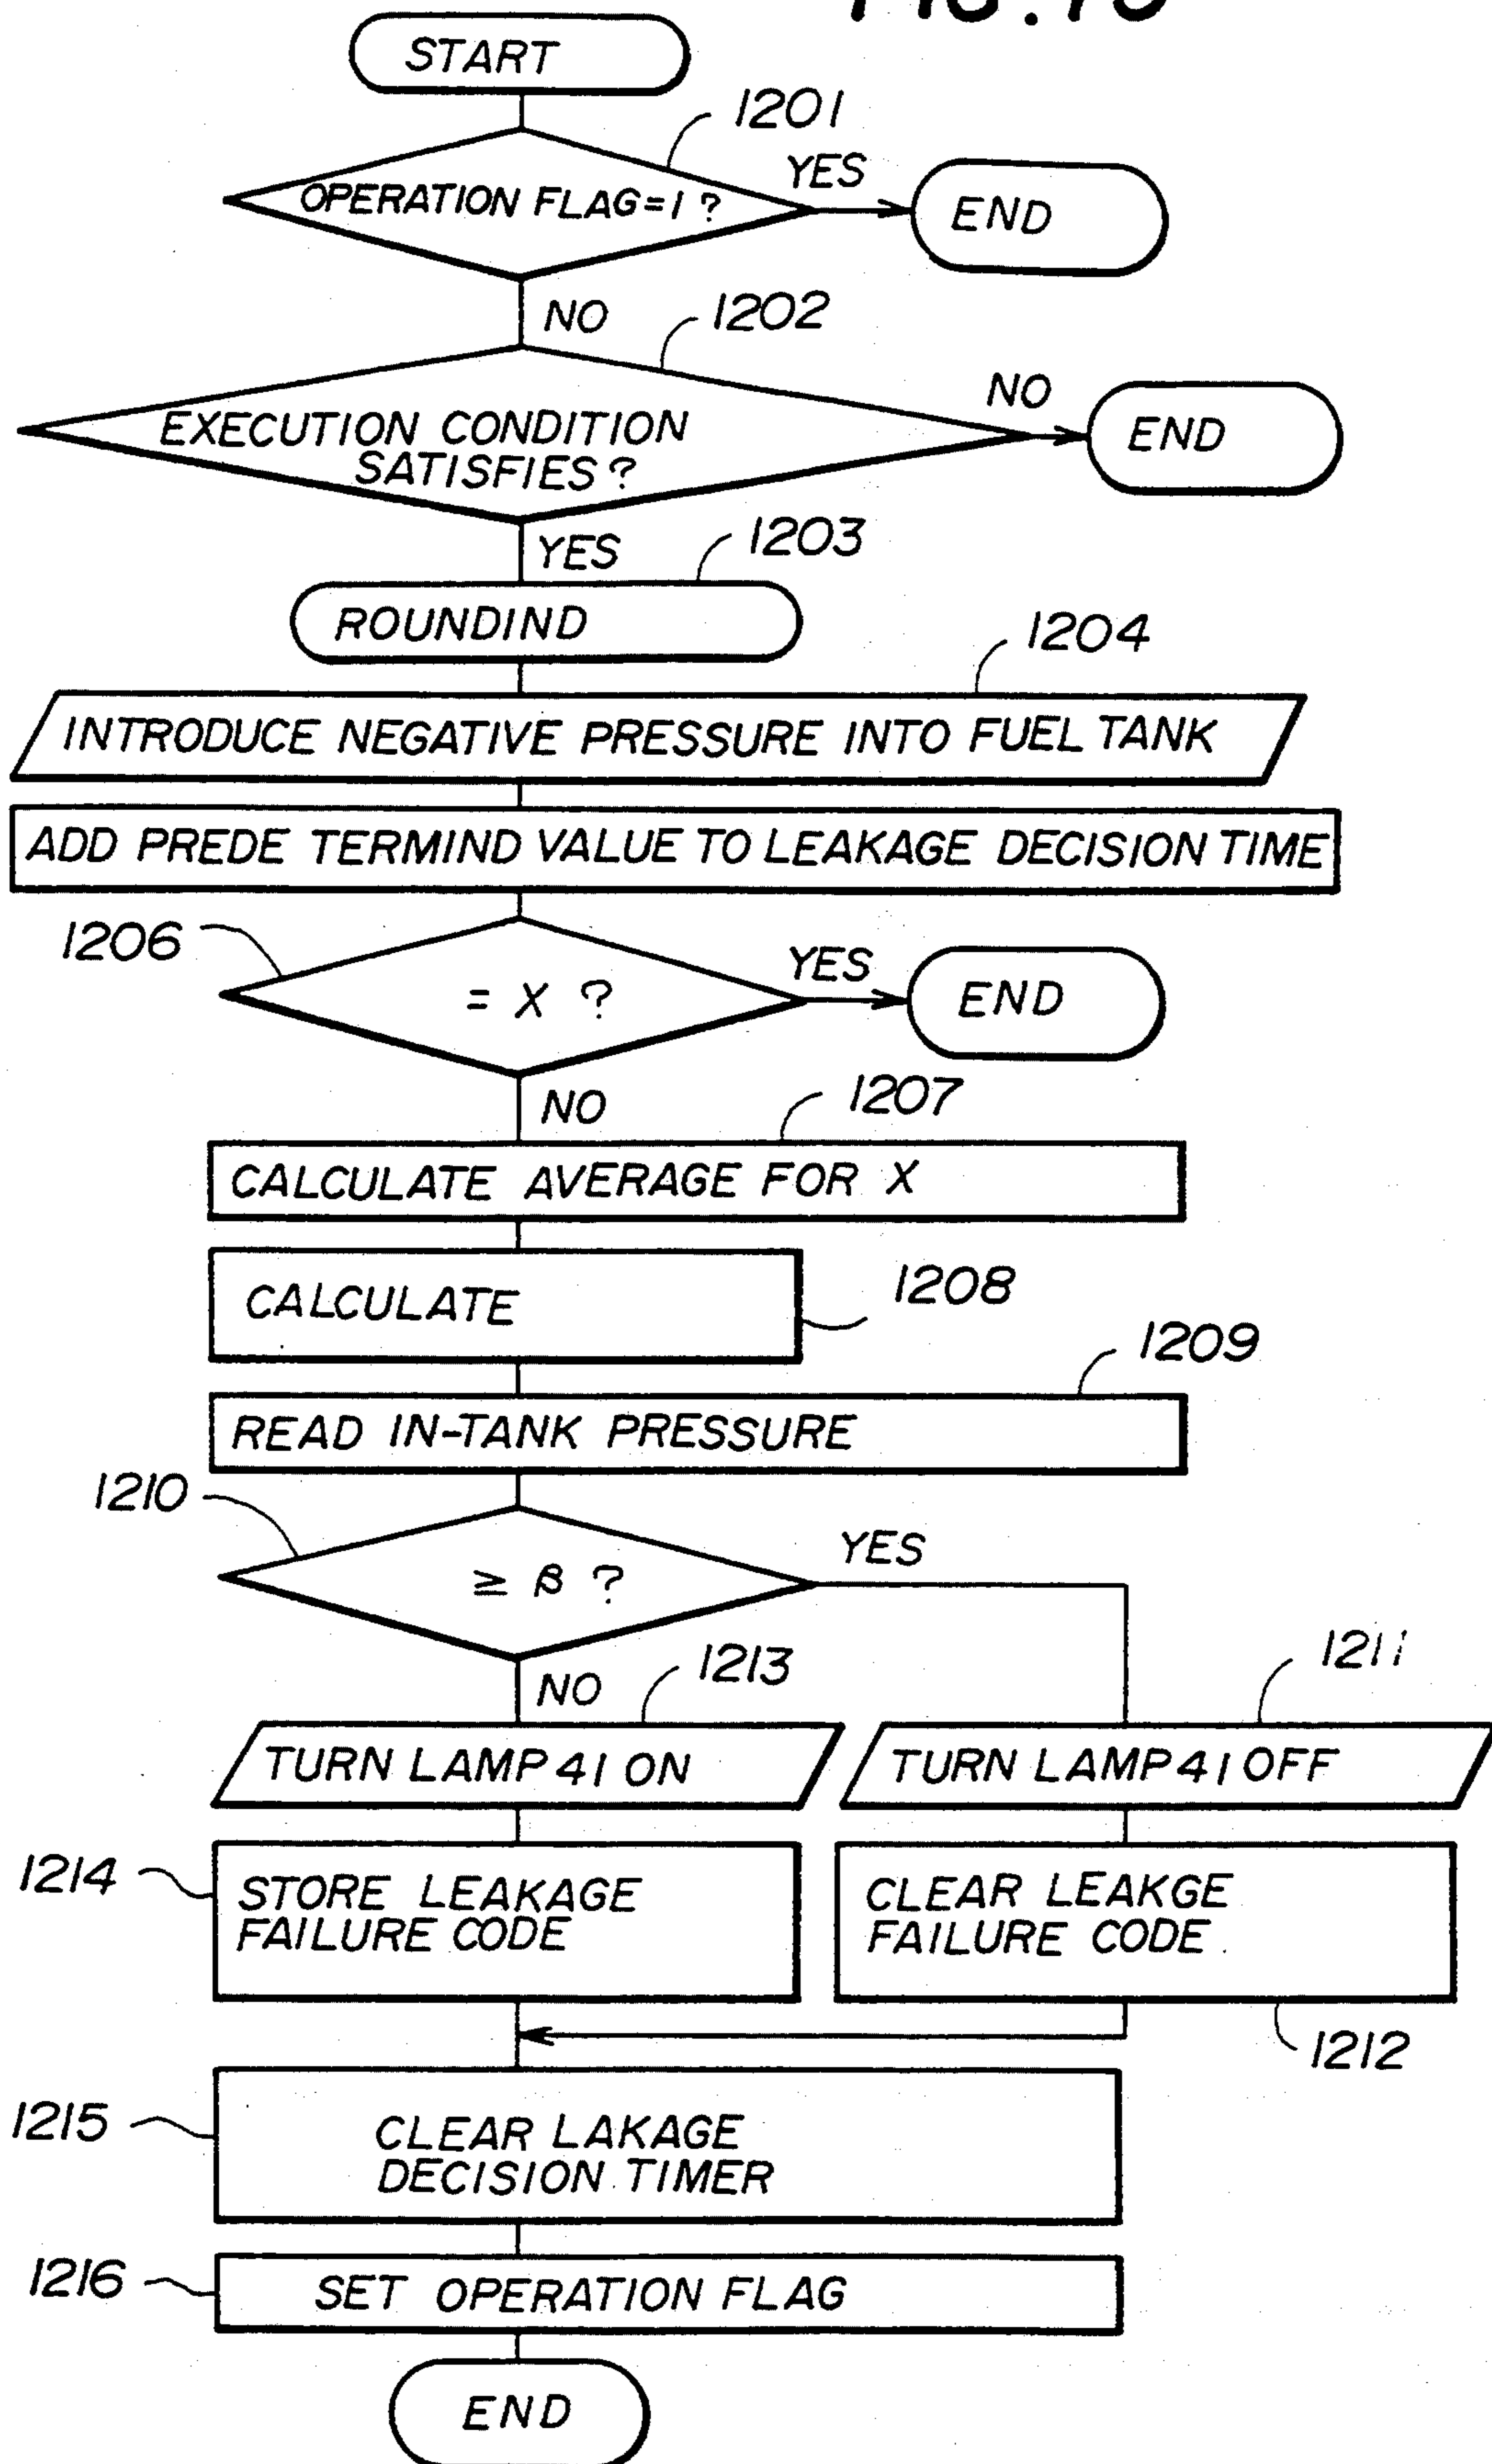 START
1201
OPERATION FLAG=1 ?
YES
END
NO
1202
EXECUTION CONDITION
SATISFIES ?
NO
END
YES
1203
ROUNDIND
1204
INTRODUCE NEGATIVE PRESSURE INTO FUEL TANK
ADD PREDE TERMIND VALUE TO LEAKAGE DECISION TIME
1206
= X ?
YES
END
NO
1207
CALCULATE AVERAGE FOR X
CALCULATE
1208
1209
READ IN-TANK PRESSURE
1210
≥ β ?
YES
NO
1213
1211
TURN LAMP 41 ON
TURN LAMP 41 OFF
1214
STORE LEAKAGE
FAILURE CODE
CLEAR LEAKGE
FAILURE CODE
1212
1215
CLEAR LAKAGE
DECISION TIMER
1216
SET OPERATION FLAG
END